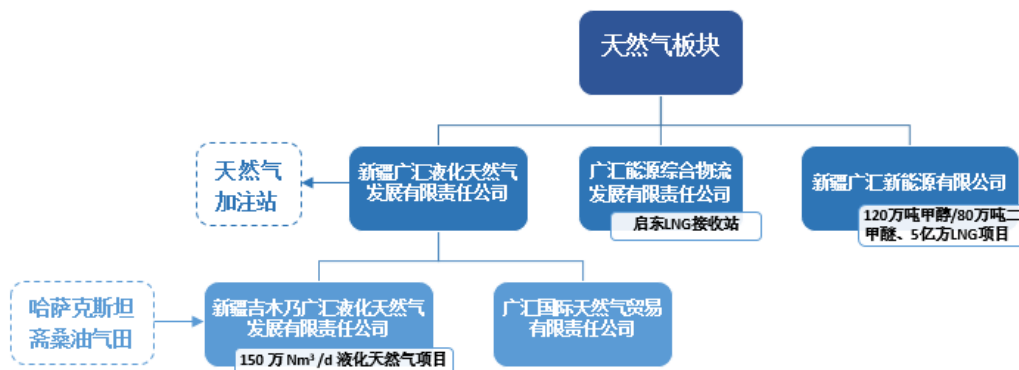 天然气板块
天然气
加注站
新疆广汇液化天然气
发展有限责任公司
广汇能源综合物流
发展有限责任公司
启东LNG接收站
新疆广汇新能源有限公司
120万吨甲醇/80万吨二
甲醚、5亿方LNG项目
哈萨克斯坦
斋桑油气田
新疆吉木乃广汇液化天然气
发展有限责任公司
150 万 Nm³ /d 液化天然气项目
广汇国际天然气贸易
有限责任公司